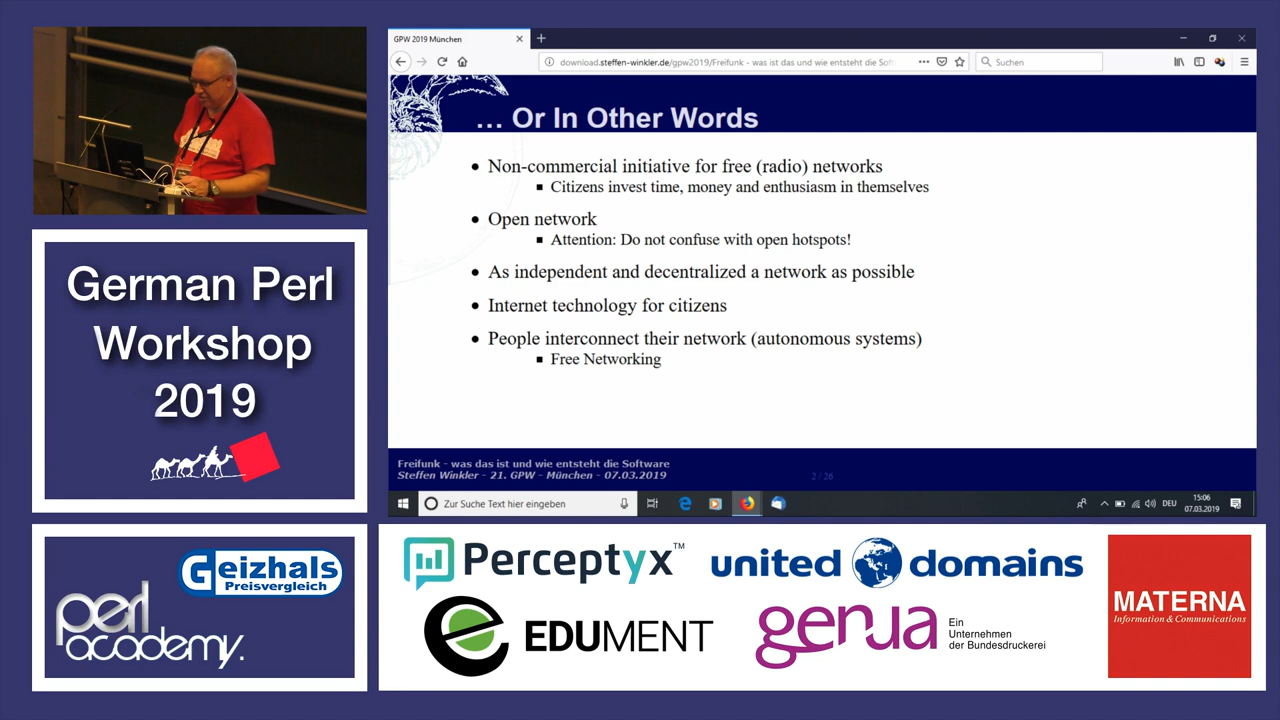 German Perl
Workshop
2019
perl
academy.
Geizhals
Preisvergleich
GPW 2019 München
download.steffen-winkler.de/gpw2019/Freifunk - was das ist und wie entsteht die Sof
Suchen
… Or In Other Words
Non-commercial initiative for free (radio) networks
Citizens invest time, money and enthusiasm in themselves
Open network
Attention: Do not confuse with open hotspots!
As independent and decentralized a network as possible
Internet technology for citizens
People interconnect their network (autonomous systems)
Free Networking
Freifunk - was das ist und wie entsteht die Software
Steffen Winkler - 21. GPW - München - 07.03.2019
2 / 26
Zur Suche Text hier eingeben
DEU
15:06
07.03.2019
Perceptyx™
united domains
EDUMENT
genua
Ein
Unternehmen
der Bundesdruckerei
MATERNA
Information & Communications